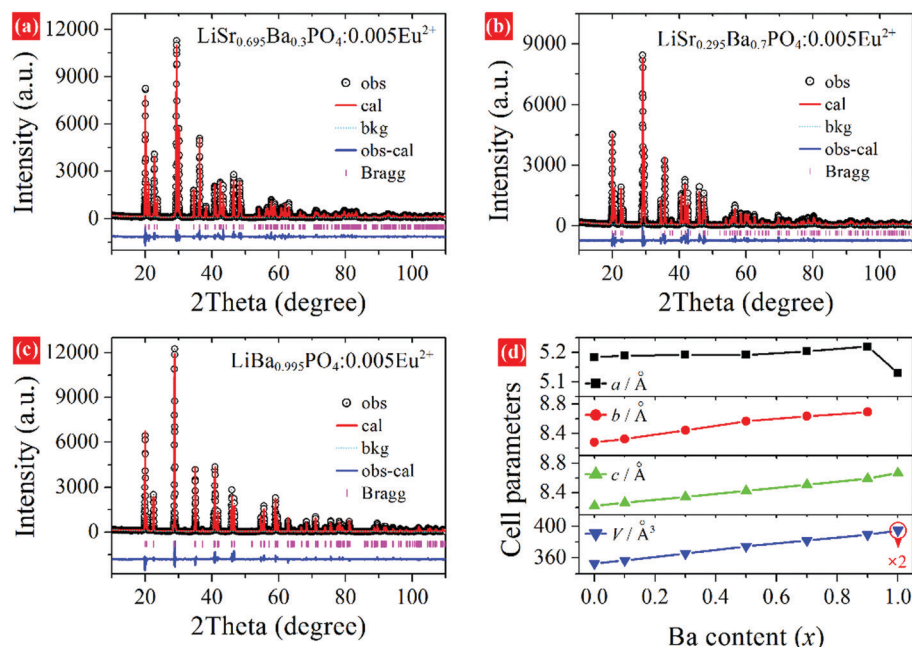 (a)
LiSr0.695Ba0.3PO4:0.005Eu2+
12000
9000
6000
3000
0
Intensity (a.u.)
obs
cal
bkg
obs-cal
Bragg
20 40 60 80 100
2Theta (degree)
(b)
LiSr0.295Ba0.7PO4:0.005Eu2+
9000
6000
3000
0
Intensity (a.u.)
obs
cal
bkg
obs-cal
Bragg
20 40 60 80 100
2Theta (degree)
(c)
LiBa0.995PO4:0.005Eu2+
12000
9000
6000
3000
0
Intensity (a.u.)
obs
cal
bkg
obs-cal
Bragg
20 40 60 80 100
2Theta (degree)
(d)
Cell parameters
5.2
5.1
a / Å
8.8
8.4
b / Å
8.8
8.4
c / Å
400
360
V / Å3
×2
0.0 0.2 0.4 0.6 0.8 1.0
Ba content (x)